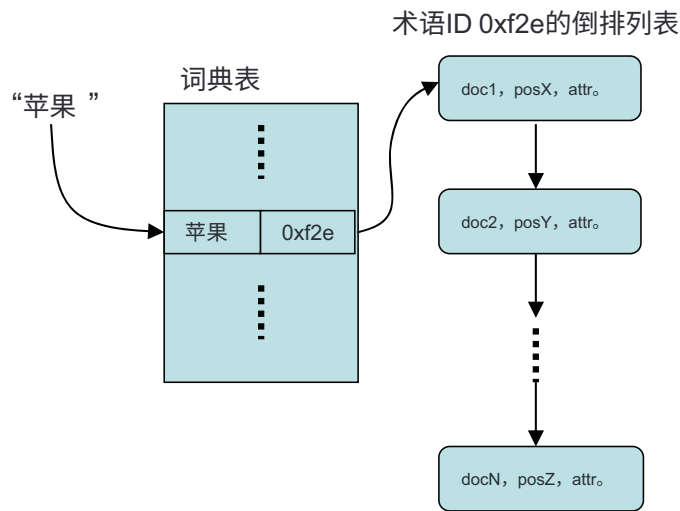 术语ID 0xf2e的倒排列表
词典表
“苹果 ”
苹果 0xf2e
doc1，posX，attr。
doc2，posY，attr。
docN，posZ，attr。